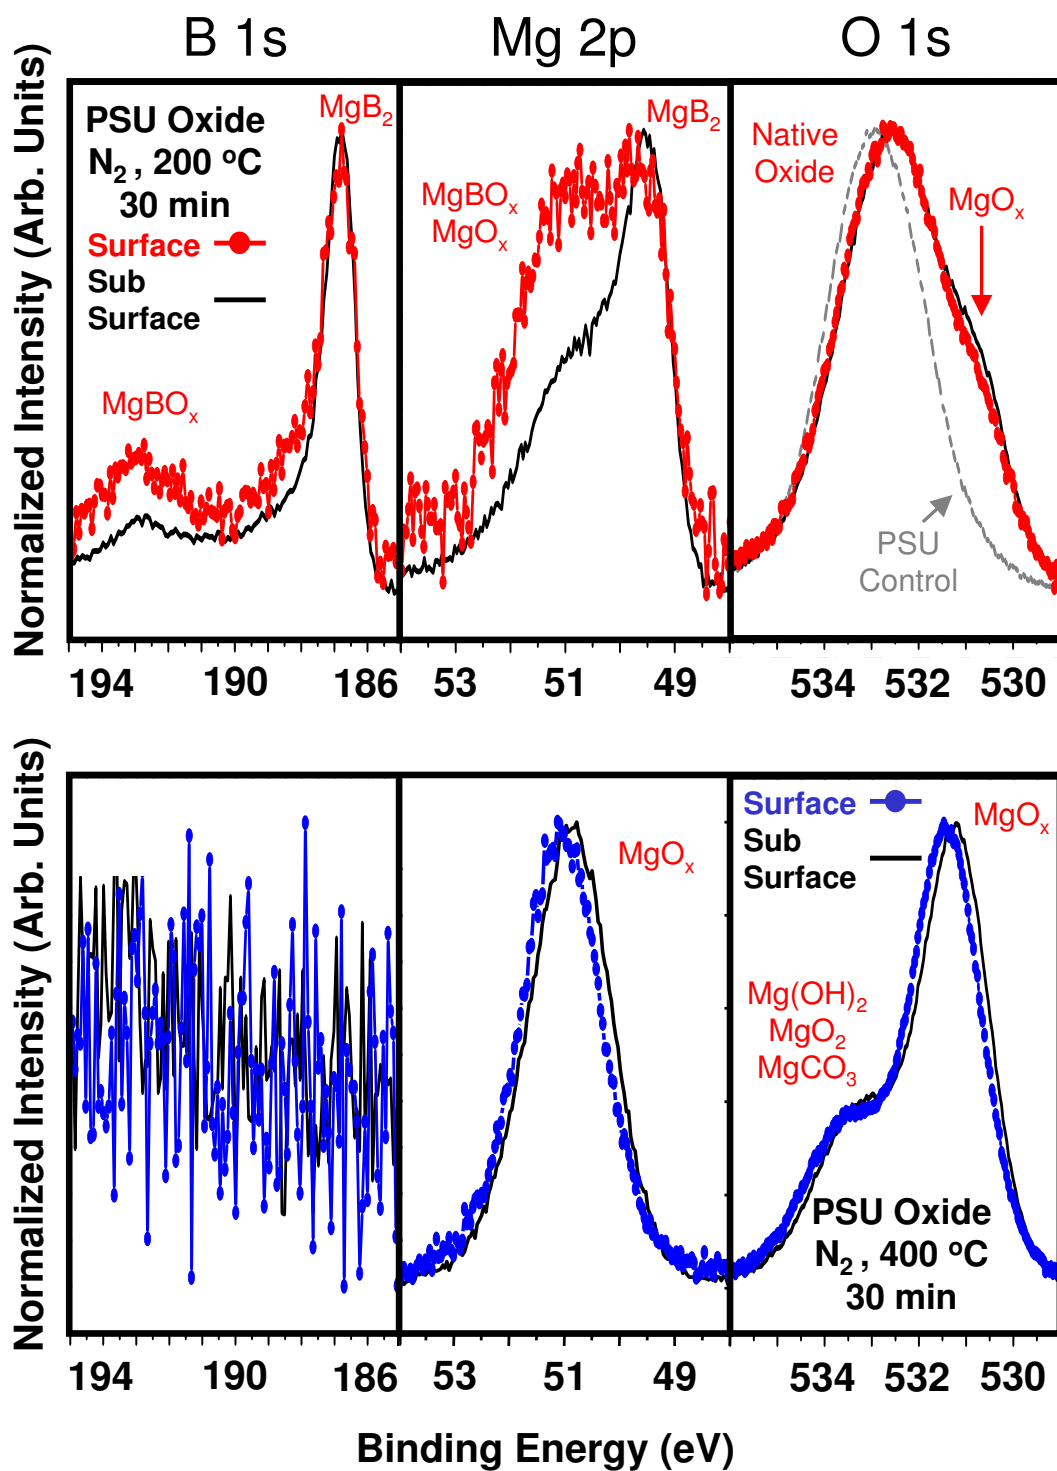 B 1s
Mg 2p
O 1s
Normalized Intensity (Arb. Units)
PSU Oxide
N₂ , 200 ºC
30 min
Surface
Sub
Surface
MgB₂
MgBOₓ
MgB₂
MgBOₓ
MgOₓ
Native
Oxide
MgOₓ
PSU
Control
194 190 186
53 51 49
534 532 530
Normalized Intensity (Arb. Units)
MgOₓ
Surface
Sub
Surface
MgOₓ
Mg(OH)₂
MgO₂
MgCO₃
PSU Oxide
N₂ , 400 ºC
30 min
194 190 186
53 51 49
534 532 530
Binding Energy (eV)